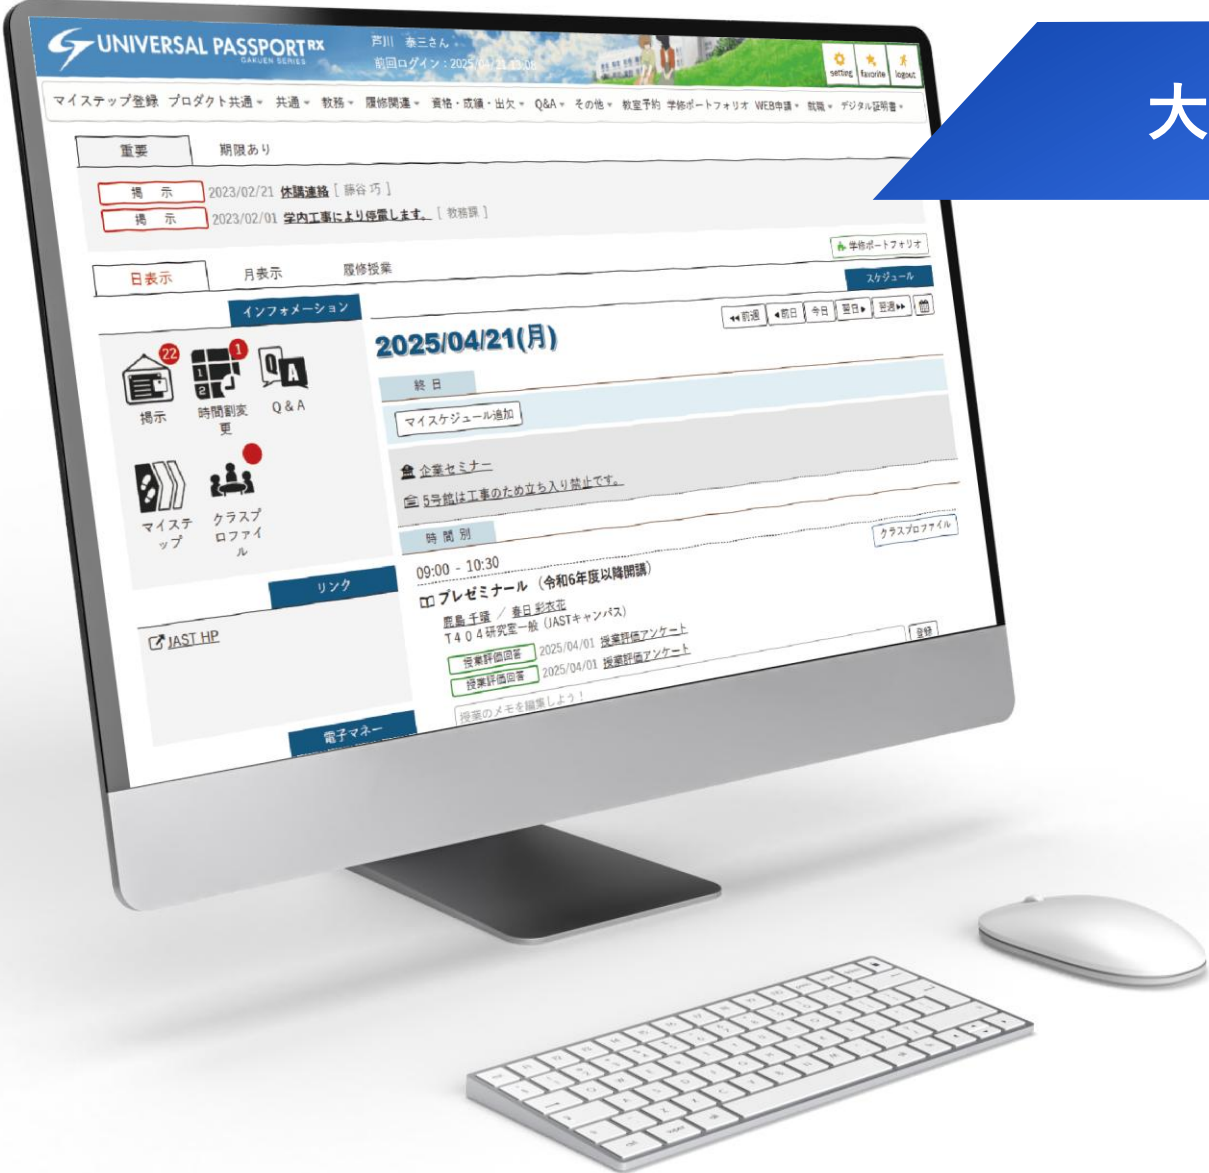 UNIVERSAL PASSPORT RX
GAKUEN SERIES
芦川 泰三さん
前回ログイン：2025/04/21 13:08
setting favorite logout
大
マイステップ登録 プロダクト共通 共通 教務 履修関連 資格・成績・出欠 Q&A その他 教室予約 学修ポートフォリオ WEB申請 就職 デジタル証明書
重要 期限あり
掲 示 2023/02/21 休講連絡 [ 藤谷 巧 ]
掲 示 2023/02/01 学内工事により停電します。 [ 教務課 ]
学修ポートフォリオ
日表示 月表示 履修授業
スケジュール
インフォメーション
前週 前日 今日 翌日 翌週
2025/04/21(月)
22
1
掲示
時間割変更
Q & A
終 日
マイスケジュール追加
企業セミナー
5号館は工事のため立ち入り禁止です。
マイステップ
クラスプロファイル
時 間 別
クラスプロファイル
09:00 - 10:30
プレゼミナール （令和6年度以降開講）
鹿島 千暖 ／ 春日 彩衣花
T404研究室一般（JASTキャンパス）
授業評価回答 2025/04/01 授業評価アンケート
授業評価回答 2025/04/01 授業評価アンケート
登録
授業のメモを編集しよう！
リンク
JAST HP
電子マネー